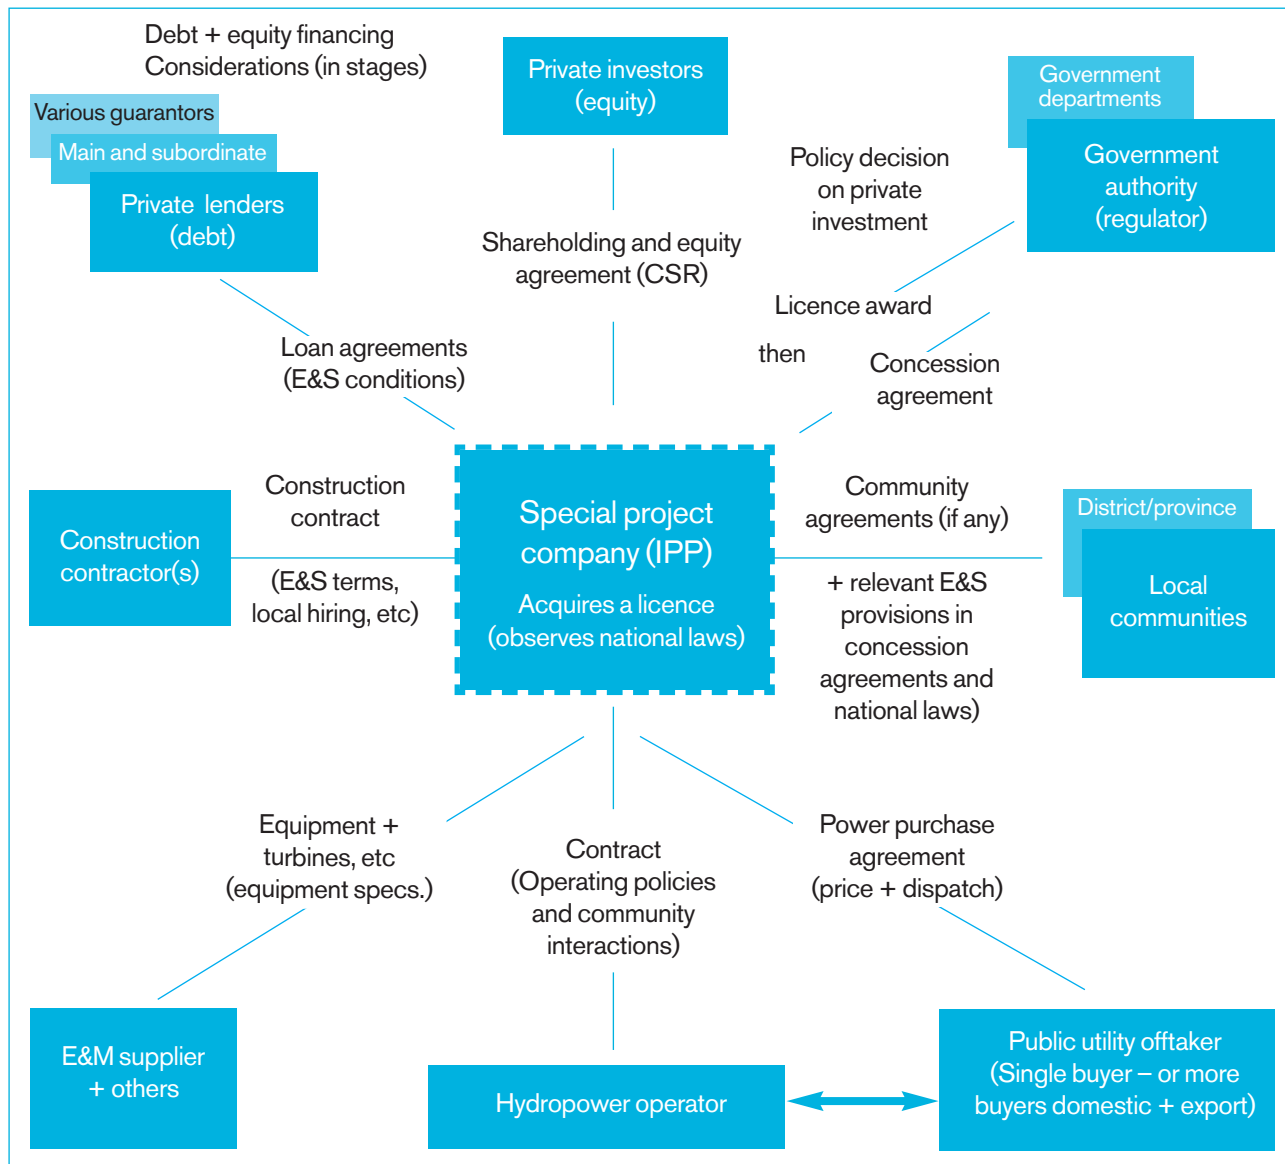 Debt + equity financing
Considerations (in stages)
Various guarantors
Main and subordinate
Private lenders
(debt)
Private investors
(equity)
Government
departments
Government
authority
(regulator)
Policy decision
on private
investment
Shareholding and equity
agreement (CSR)
Licence award
then
Concession
agreement
Loan agreements
(E&S conditions)
Construction
contractor(s)
Construction
contract
(E&S terms,
local hiring, etc)
Special project
company (IPP)
Acquires a licence
(observes national laws)
Community
agreements (if any)
+ relevant E&S
provisions in
concession
agreements and
national laws)
District/province
Local
communities
Equipment +
turbines, etc
(equipment specs.)
Contract
(Operating policies
and community
interactions)
Power purchase
agreement
(price + dispatch)
E&M supplier
+ others
Hydropower operator
Public utility offtaker
(Single buyer – or more
buyers domestic + export)